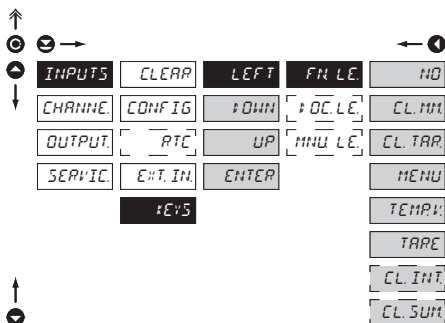 INPUTS CLEAR LEFT FN. LE. NO
CHANNE. CONFIG DOWN DOC. LE. CL. MM.
OUTPUT. RTC UP MNU. LE. CL. TAR.
SERVIC. EXT. IN. ENTER MENU
KEYS TEMP.V. TARE
CL. INT.
CL. SUM.